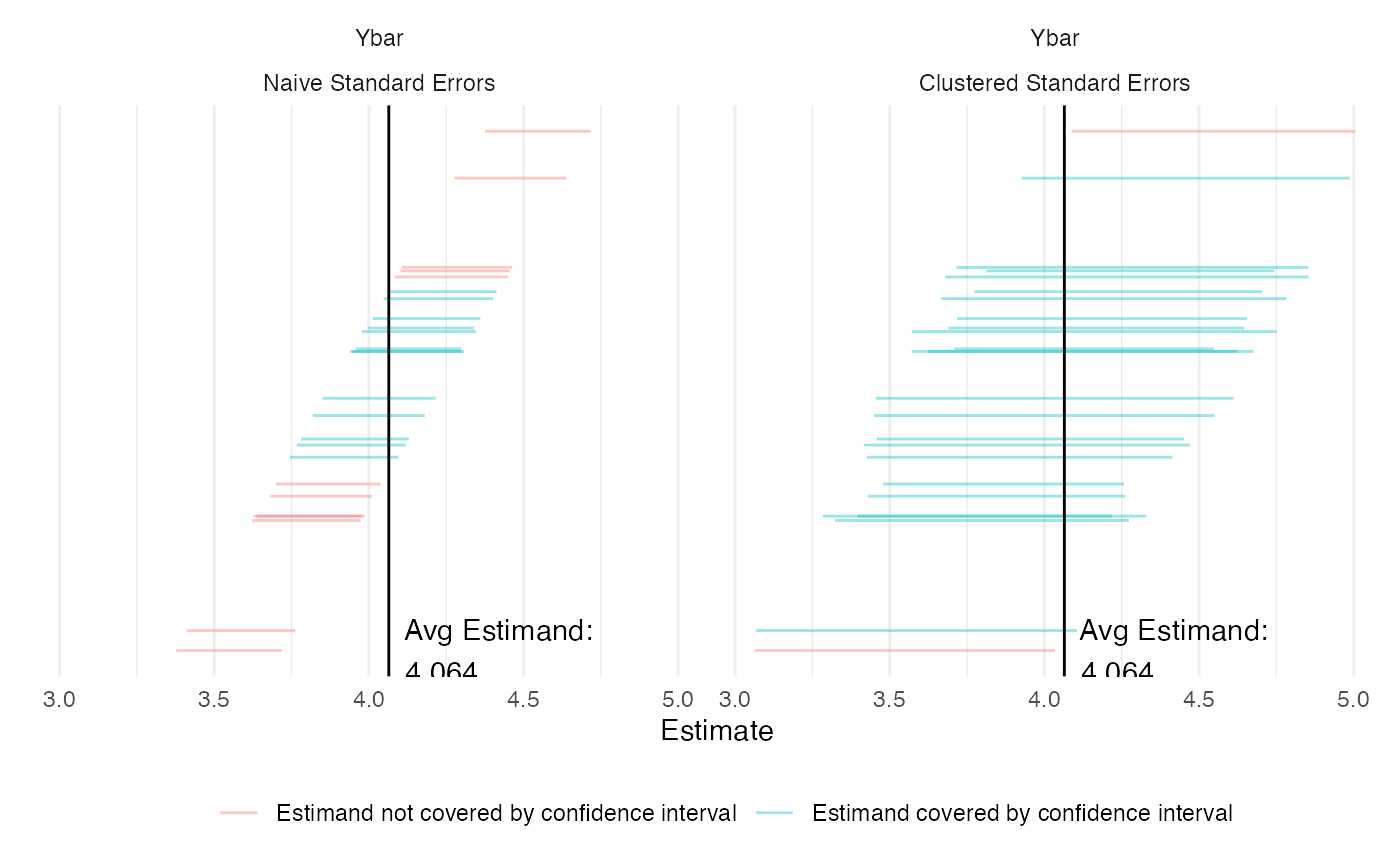 Ybar Ybar
Naive Standard Errors Clustered Standard Errors
Avg Estimand: Avg Estimand:
4.064 4.064
3.0 3.5 4.0 4.5 5.0 3.0 3.5 4.0 4.5 5.0
Estimate
Estimand not covered by confidence interval Estimand covered by confidence interval